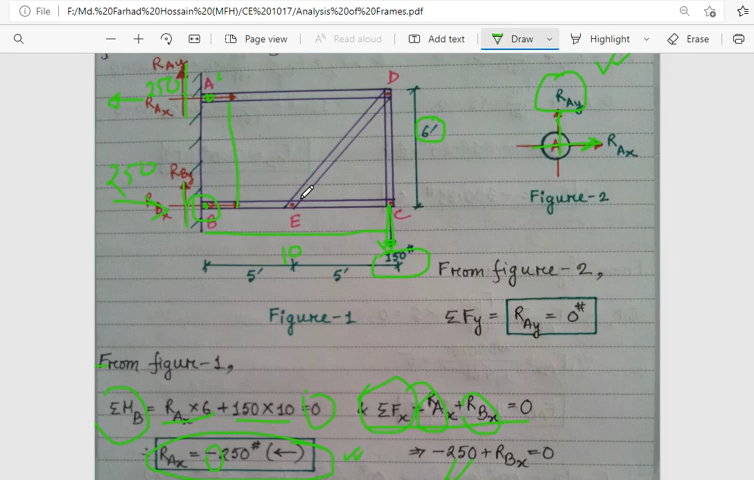 File
F:/Md.%20Farhad%20Hossain%20(MFH)/CE%201017/Analysis%20of%20Frames.pdf
Page view
Read aloud
Add text
Draw
Highlight
Erase
RAy
250
A
RAx
D
6'
250
RBy
RBx
B
E
C
10
150#
5'
5'
Figure-1
RAy
A
RAx
Figure-2
From figure-2,
ΣFy = RAy = 0#
From figur-1,
ΣMB = RAx × 6 + 150 × 10 = 0
& ΣFx = RAx + RBx = 0
∴ RAx = -250# (←)
⇒ -250 + RBx = 0